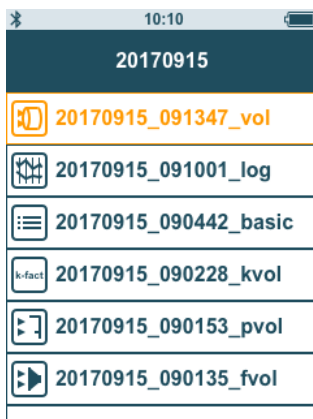 10:10
20170915
20170915_091347_vol
20170915_091001_log
20170915_090442_basic
k-fact 20170915_090228_kvol
20170915_090153_pvol
20170915_090135_fvol